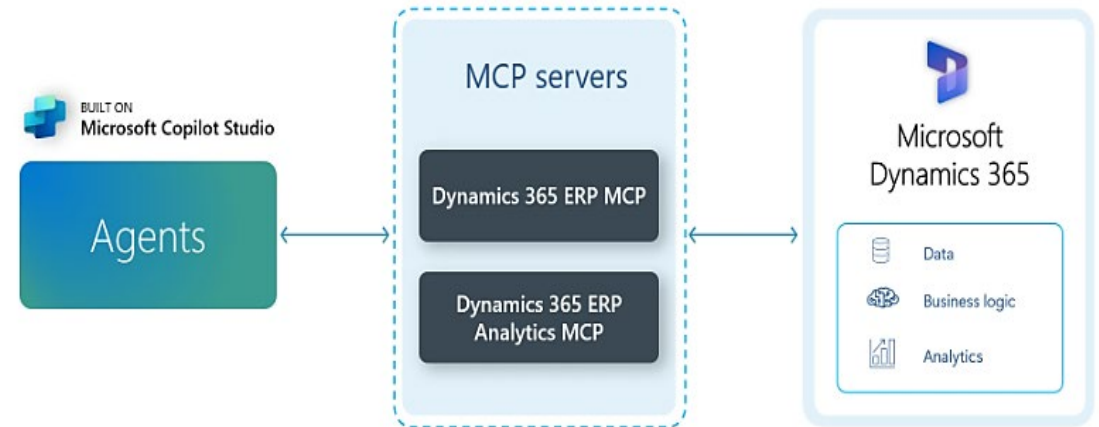 BUILT ON
Microsoft Copilot Studio
Agents
MCP servers
Dynamics 365 ERP MCP
Dynamics 365 ERP
Analytics MCP
Microsoft
Dynamics 365
Data
Business logic
Analytics